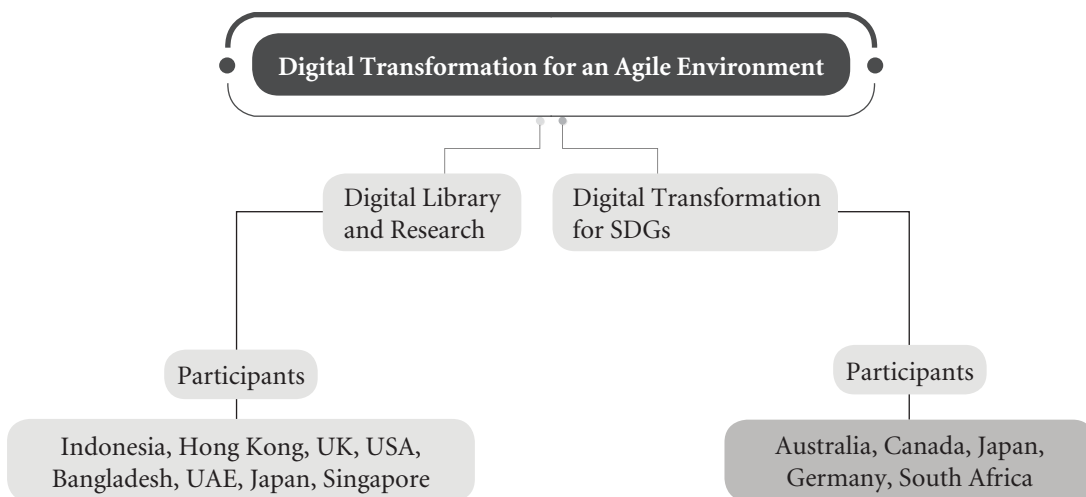 Digital Transformation for an Agile Environment
Digital Library
and Research
Digital Transformation
for SDGs
Participants
Indonesia, Hong Kong, UK, USA,
Bangladesh, UAE, Japan, Singapore
Participants
Australia, Canada, Japan,
Germany, South Africa